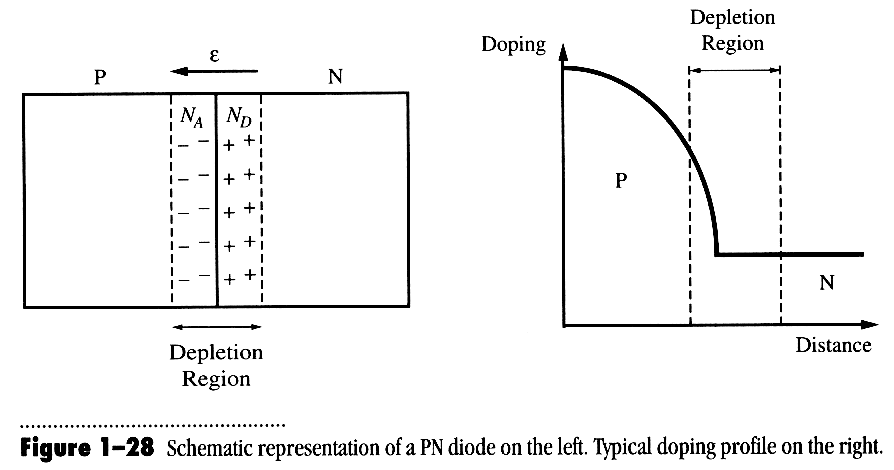 ε
P N
N_A N_D
− − + +
− − + +
− − + +
− − + +
− − + +
Depletion
Region
Depletion
Region
Doping
P
N
Distance
Figure 1–28 Schematic representation of a PN diode on the left. Typical doping profile on the right.